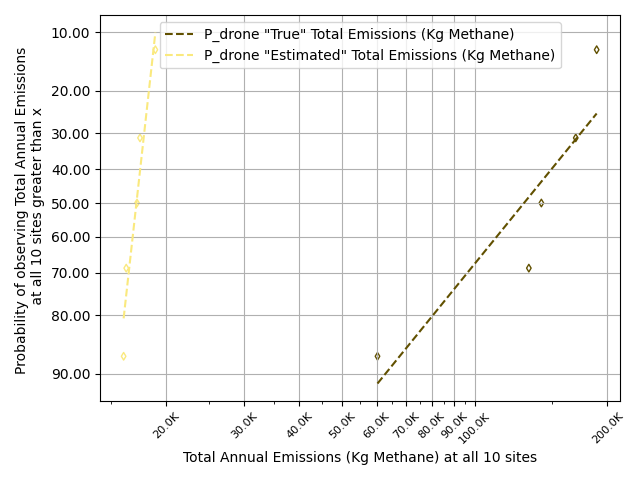 P_drone "True" Total Emissions (Kg Methane)
P_drone "Estimated" Total Emissions (Kg Methane)
Probability of observing Total Annual Emissions
at all 10 sites greater than x
10.00
20.00
30.00
40.00
50.00
60.00
70.00
80.00
90.00
20.0K
30.0K
40.0K
50.0K
60.0K
70.0K
80.0K
90.0K
100.0K
200.0K
Total Annual Emissions (Kg Methane) at all 10 sites